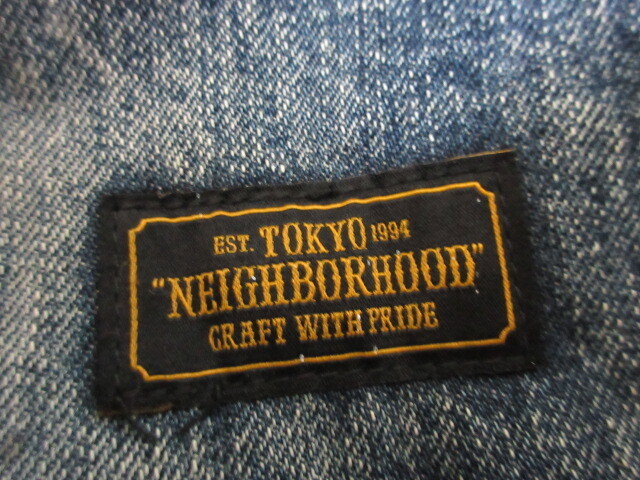 EST. TOKYO 1994
"NEIGHBORHOOD"
CRAFT WITH PRIDE